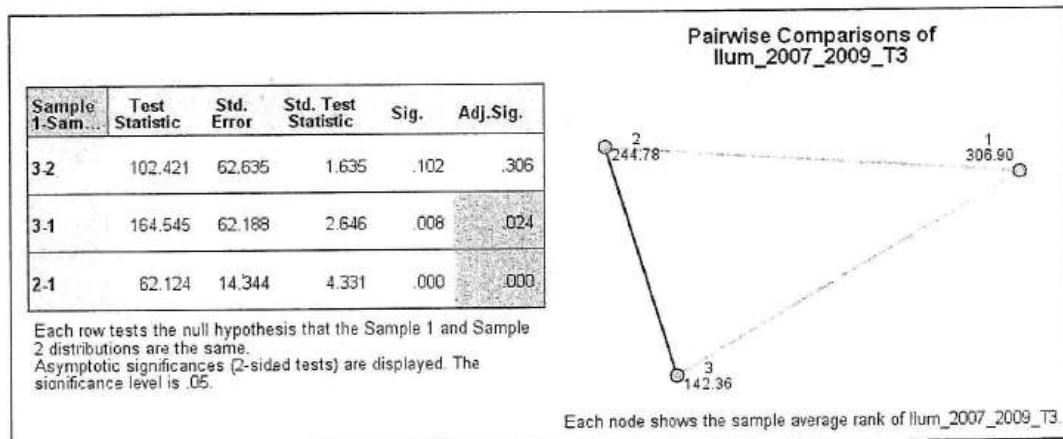 Pairwise Comparisons of
Ilum_2007_2009_T3
Sample 1-Sam... Test Statistic Std. Error Std. Test Statistic Sig. Adj.Sig.
3-2 102.421 62.635 1.635 .102 .306
3-1 164.545 62.188 2.646 .008 .024
2-1 62.124 14.344 4.331 .000 .000
Each row tests the null hypothesis that the Sample 1 and Sample
2 distributions are the same.
Asymptotic significances (2-sided tests) are displayed. The
significance level is .05.
2
244.78
1
306.90
3
142.36
Each node shows the sample average rank of Ilum_2007_2009_T3.